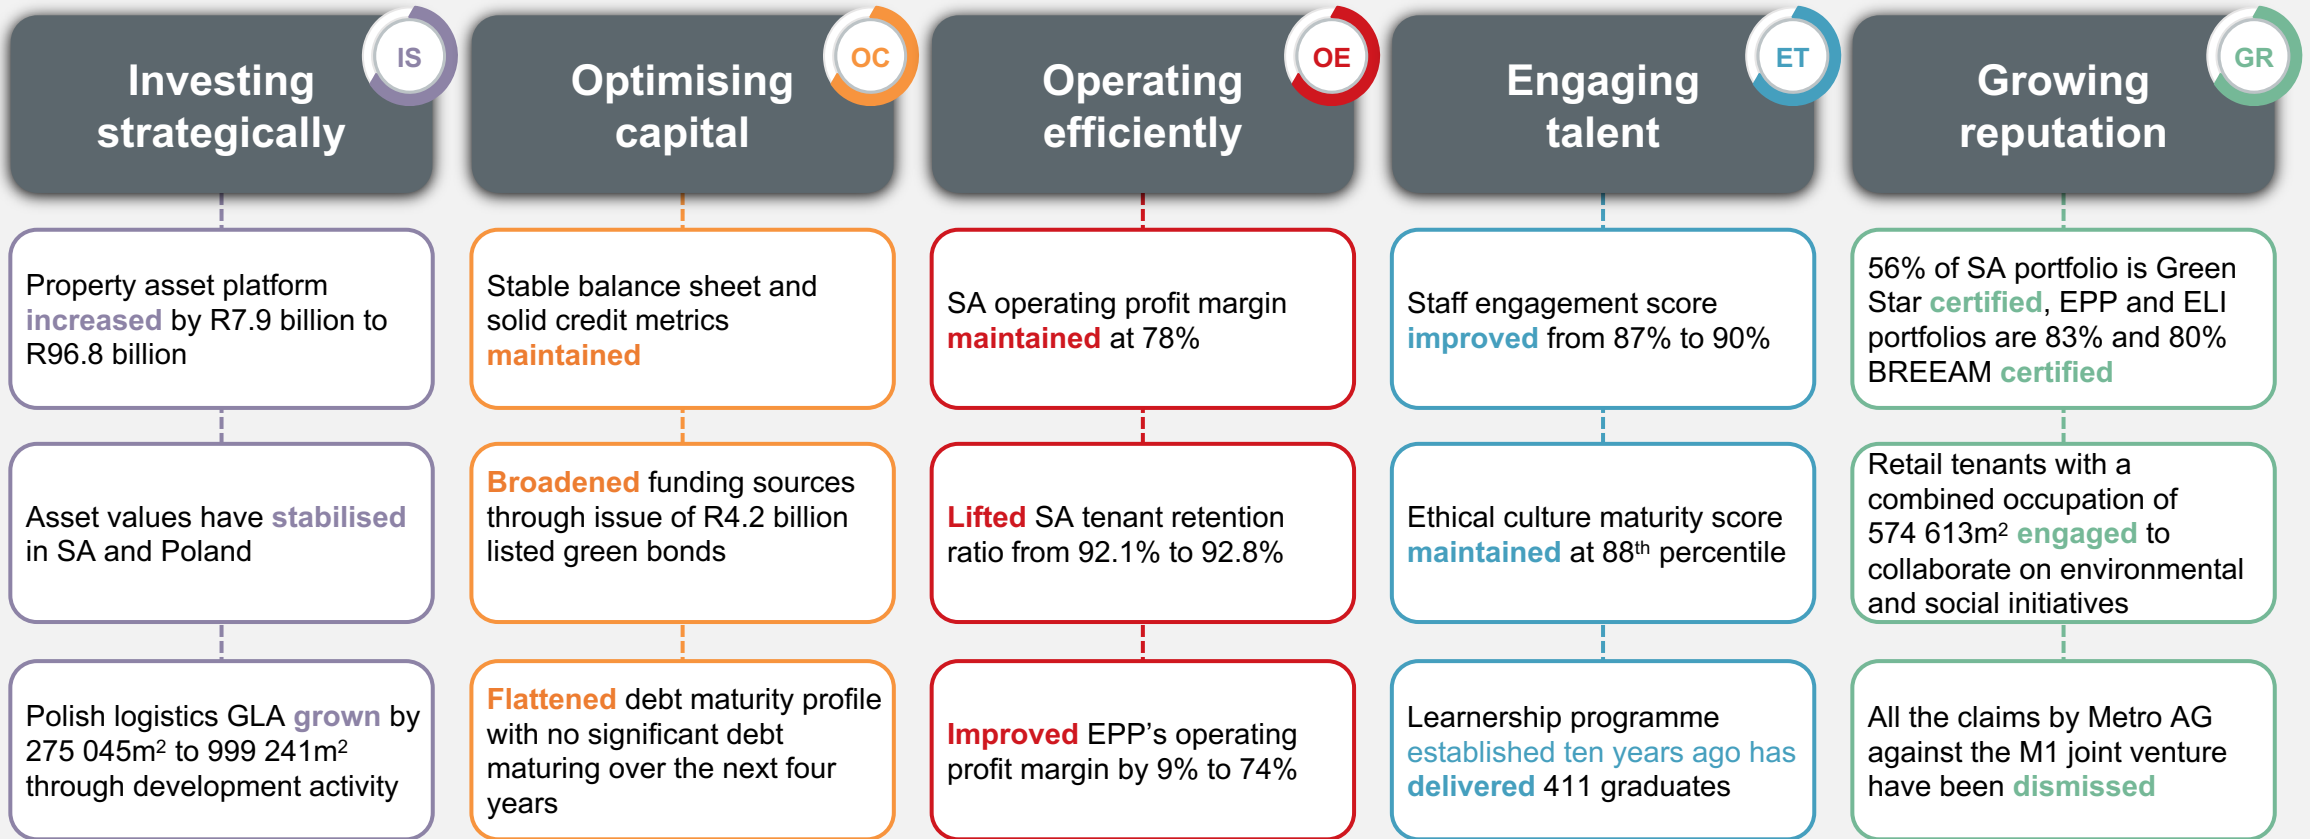 Investing
strategically
IS
Property asset platform
increased by R7.9 billion to
R96.8 billion
Asset values have stabilised
in SA and Poland
Polish logistics GLA grown by
275 045m² to 999 241m²
through development activity
Optimising
capital
OC
Stable balance sheet and
solid credit metrics
maintained
Broadened funding sources
through issue of R4.2 billion
listed green bonds
Flattened debt maturity profile
with no significant debt
maturing over the next four
years
Operating
efficiently
OE
SA operating profit margin
maintained at 78%
Lifted SA tenant retention
ratio from 92.1% to 92.8%
Improved EPP’s operating
profit margin by 9% to 74%
Engaging
talent
ET
Staff engagement score
improved from 87% to 90%
Ethical culture maturity score
maintained at 88th percentile
Learnership programme
established ten years ago has
delivered 411 graduates
Growing
reputation
GR
56% of SA portfolio is Green
Star certified, EPP and ELI
portfolios are 83% and 80%
BREEAM certified
Retail tenants with a
combined occupation of
574 613m² engaged to
collaborate on environmental
and social initiatives
All the claims by Metro AG
against the M1 joint venture
have been dismissed